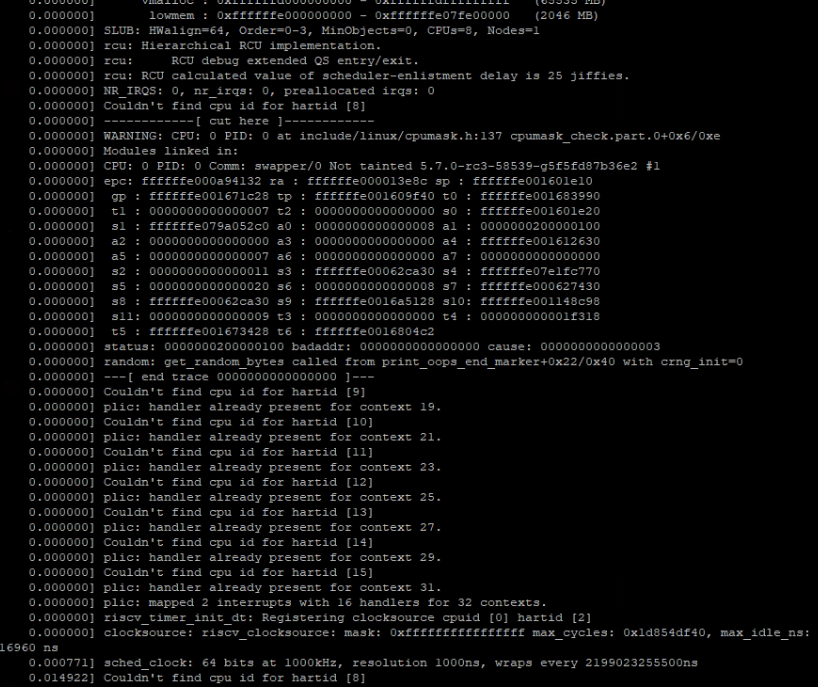 0.000000] vmalloc : 0xffffffd000000000 - 0xffffffdfffffffff (65535 MB)
0.000000] lowmem : 0xffffffe000000000 - 0xffffffe07fe00000 (2046 MB)
0.000000] SLUB: HWalign=64, Order=0-3, MinObjects=0, CPUs=8, Nodes=1
0.000000] rcu: Hierarchical RCU implementation.
0.000000] rcu: RCU debug extended QS entry/exit.
0.000000] rcu: RCU calculated value of scheduler-enlistment delay is 25 jiffies.
0.000000] NR_IRQS: 0, nr_irqs: 0, preallocated irqs: 0
0.000000] Couldn't find cpu id for hartid [8]
0.000000] ------------[ cut here ]------------
0.000000] WARNING: CPU: 0 PID: 0 at include/linux/cpumask.h:137 cpumask_check.part.0+0x6/0xe
0.000000] Modules linked in:
0.000000] CPU: 0 PID: 0 Comm: swapper/0 Not tainted 5.7.0-rc3-58539-g5f5fd87b36e2 #1
0.000000] epc: ffffffe000a94132 ra : ffffffe000013e8c sp : ffffffe001601e10
0.000000] gp : ffffffe001671c28 tp : ffffffe001609f40 t0 : ffffffe001683990
0.000000] t1 : 0000000000000007 t2 : 0000000000000000 s0 : ffffffe001601e20
0.000000] s1 : ffffffe079a052c0 a0 : 0000000000000008 a1 : 0000000200000100
0.000000] a2 : 0000000000000000 a3 : 0000000000000000 a4 : ffffffe001612630
0.000000] a5 : 0000000000000007 a6 : 0000000000000000 a7 : 0000000000000000
0.000000] s2 : 0000000000000011 s3 : ffffffe00062ca30 s4 : ffffffe07e1fc770
0.000000] s5 : 0000000000000020 s6 : 0000000000000008 s7 : ffffffe000627430
0.000000] s8 : ffffffe00062ca30 s9 : ffffffe0016a5128 s10: ffffffe001148c98
0.000000] s11: 0000000000000009 t3 : 0000000000000000 t4 : 000000000001f318
0.000000] t5 : ffffffe001673428 t6 : ffffffe0016804c2
0.000000] status: 0000000200000100 badaddr: 0000000000000000 cause: 0000000000000003
0.000000] random: get_random_bytes called from print_oops_end_marker+0x22/0x40 with crng_init=0
0.000000] ---[ end trace 0000000000000000 ]---
0.000000] Couldn't find cpu id for hartid [9]
0.000000] plic: handler already present for context 19.
0.000000] Couldn't find cpu id for hartid [10]
0.000000] plic: handler already present for context 21.
0.000000] Couldn't find cpu id for hartid [11]
0.000000] plic: handler already present for context 23.
0.000000] Couldn't find cpu id for hartid [12]
0.000000] plic: handler already present for context 25.
0.000000] Couldn't find cpu id for hartid [13]
0.000000] plic: handler already present for context 27.
0.000000] Couldn't find cpu id for hartid [14]
0.000000] plic: handler already present for context 29.
0.000000] Couldn't find cpu id for hartid [15]
0.000000] plic: handler already present for context 31.
0.000000] plic: mapped 2 interrupts with 16 handlers for 32 contexts.
0.000000] riscv_timer_init_dt: Registering clocksource cpuid [0] hartid [2]
0.000000] clocksource: riscv_clocksource: mask: 0xffffffffffffffff max_cycles: 0x1d854df40, max_idle_ns:
16960 ns
0.000771] sched_clock: 64 bits at 1000kHz, resolution 1000ns, wraps every 2199023255500ns
0.014922] Couldn't find cpu id for hartid [8]